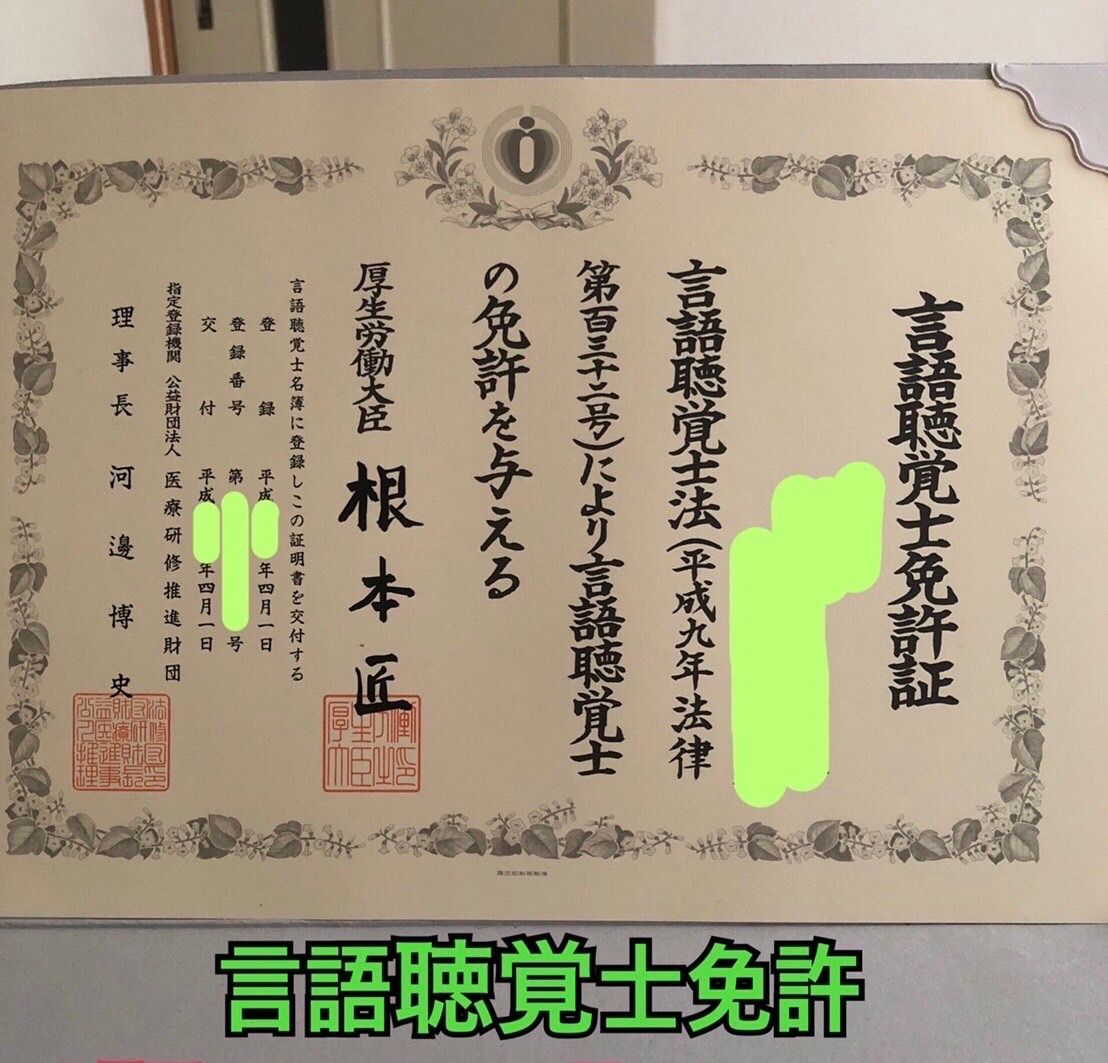 言語聴覚士免許証
言語聴覚士法(平成九年法律
第百三十二号)により言語聴覚士
の免許を与える
厚生労働大臣 根本匠
言語聴覚士名簿に登録しこの証明書を交付する
登録 平成 年四月一日
登録番号 第 号
交付 平成 年四月一日
指定登録機関 公益財団法人 医療研修推進財団
理事長 河邊博史
言語聴覚士免許